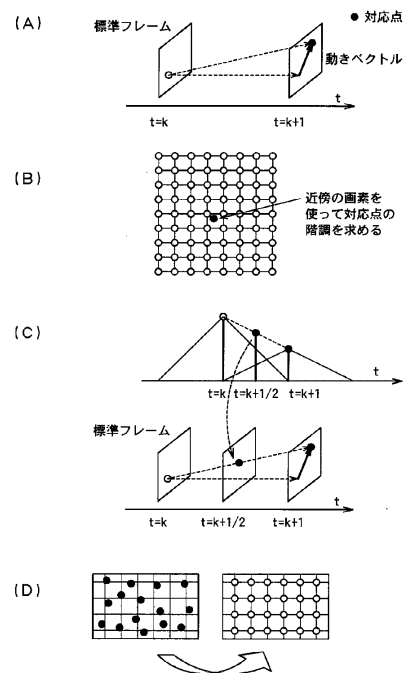 (A)
標準フレーム
● 対応点
動きベクトル
t
t=k
t=k+1
(B)
近傍の画素を
使って対応点の
階調を求める
(C)
t
t=k t=k+1/2 t=k+1
標準フレーム
t=k
t=k+1/2
t=k+1
(D)